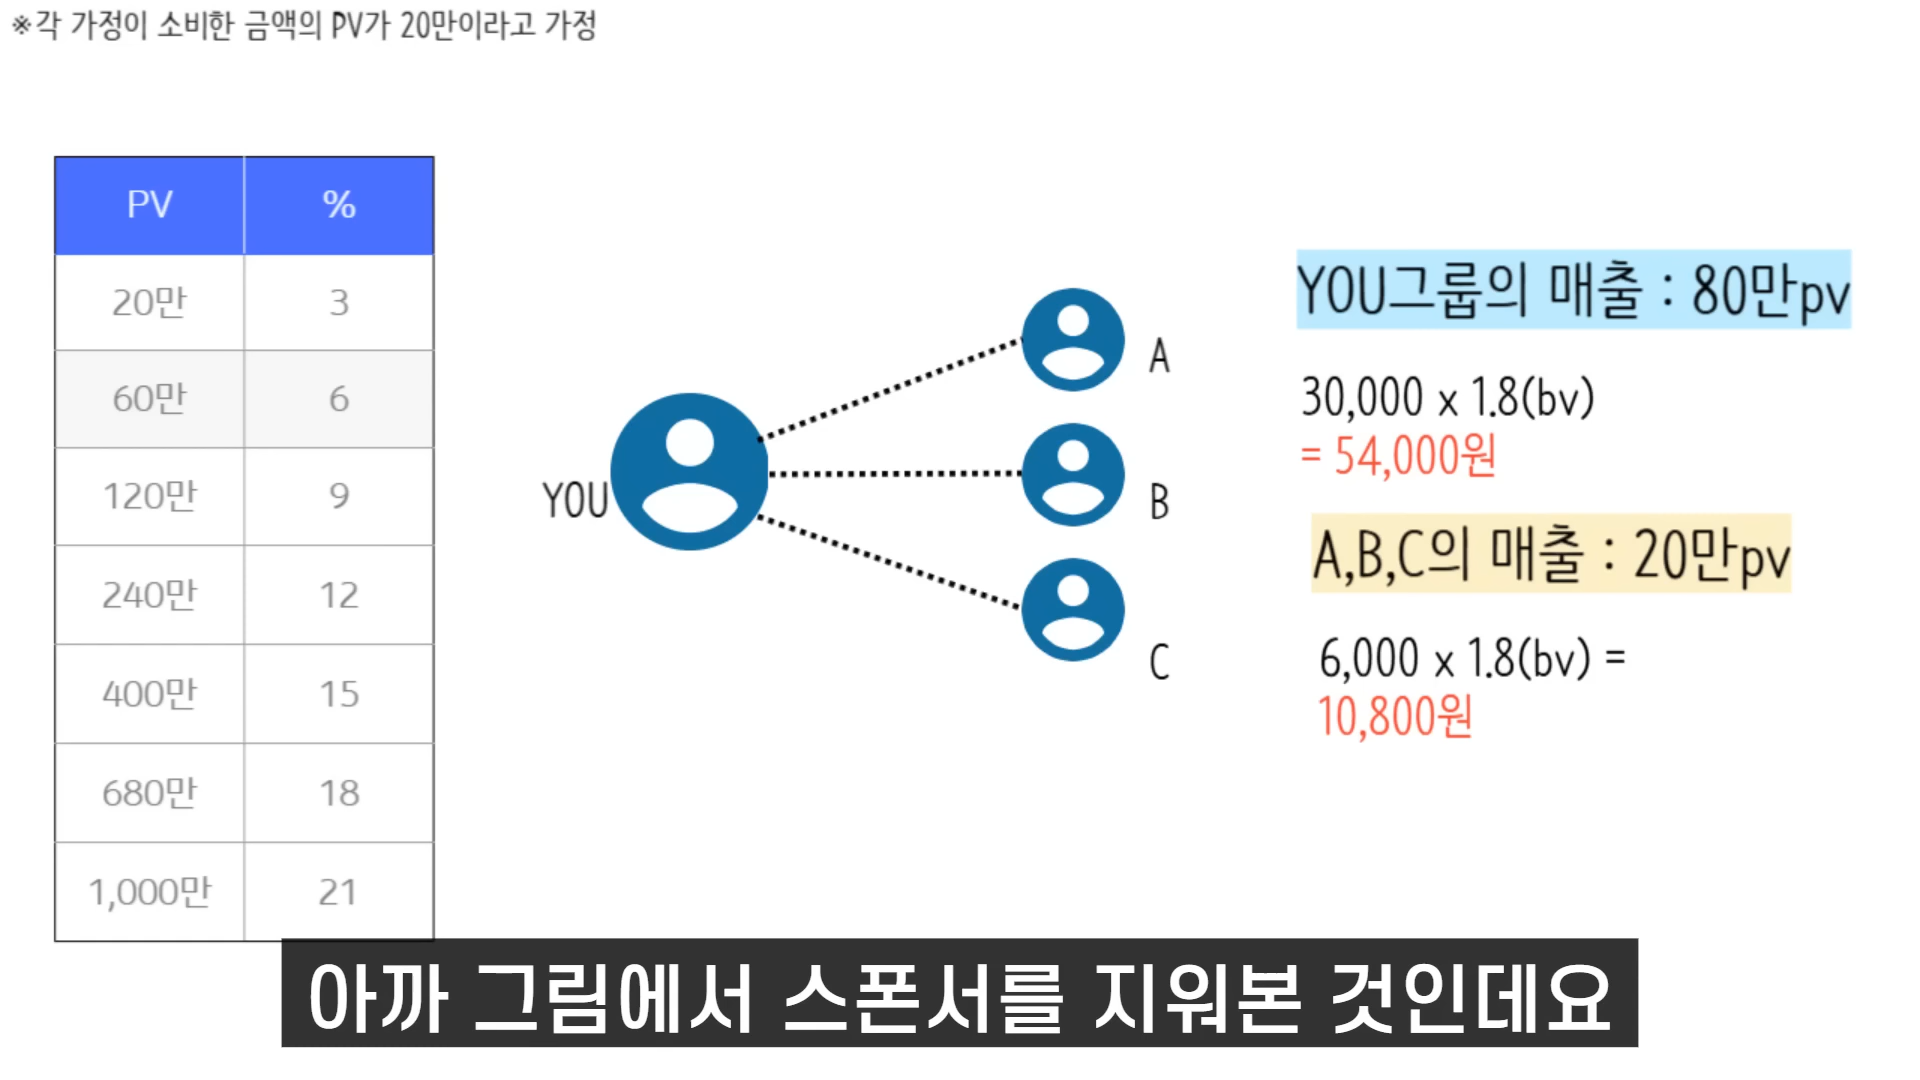 ※각 가정이 소비한 금액의 PV가 20만이라고 가정
PV %
20만 3
60만 6
120만 9
240만 12
400만 15
680만 18
1,000만 21
YOU
A
B
C
YOU그룹의 매출 : 80만pv
30,000 x 1.8(bv)
= 54,000원
A,B,C의 매출 : 20만pv
6,000 x 1.8(bv) =
10,800원
아까 그림에서 스폰서를 지워본 것인데요